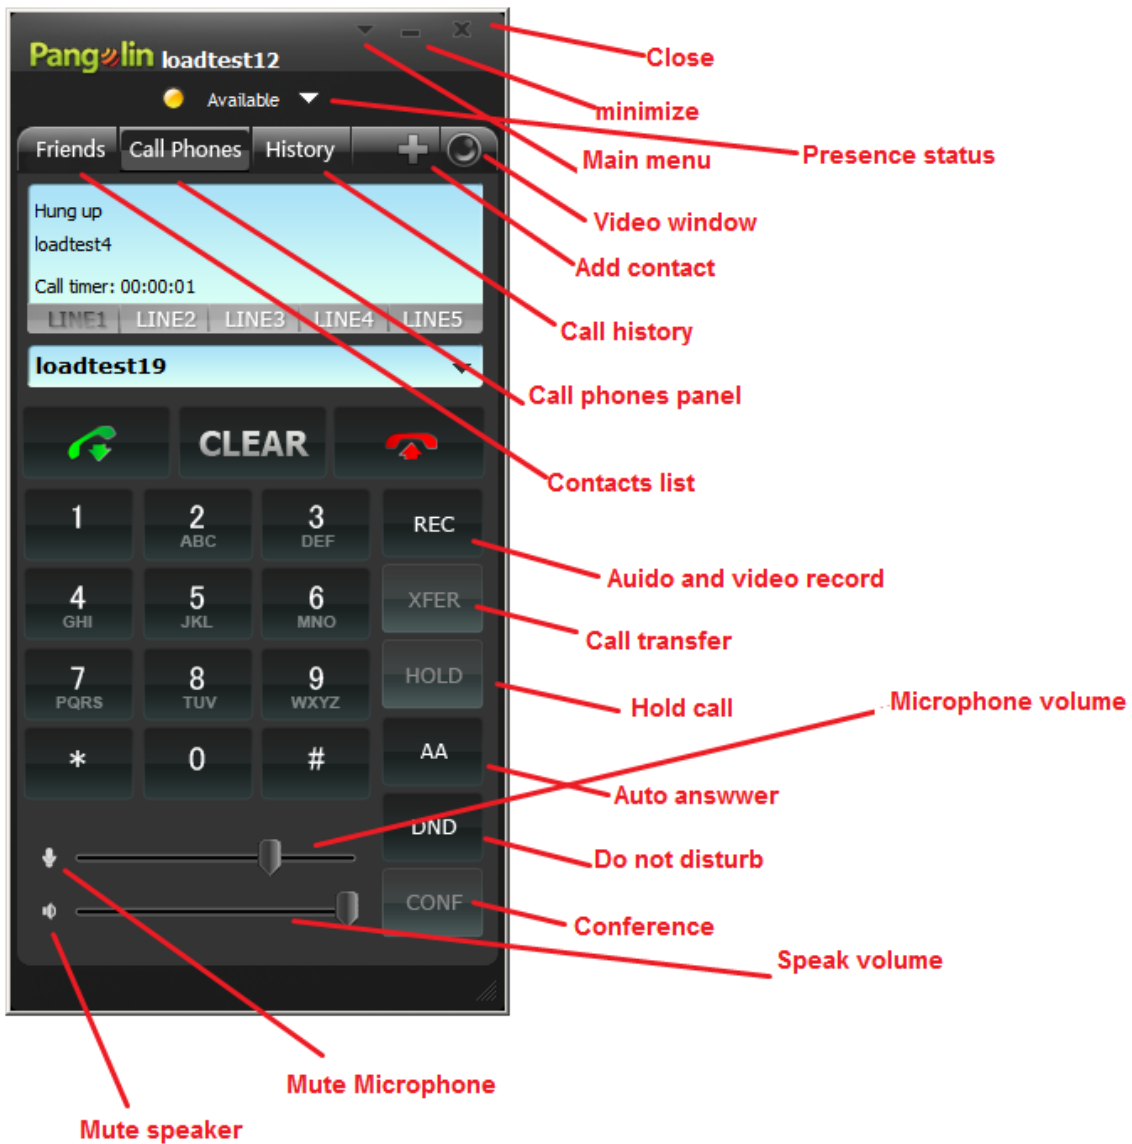 Pangolin loadtest12
Close
minimize
Available
Presence status
Friends Call Phones History
Main menu
Video window
Hung up
loadtest4
Add contact
Call timer: 00:00:01
LINE1 LINE2 LINE3 LINE4 LINE5
Call history
loadtest19
Call phones panel
CLEAR
Contacts list
1 2 3 REC
ABC DEF
Auido and video record
4 5 6 XFER
GHI JKL MNO
Call transfer
7 8 9 HOLD
PQRS TUV WXYZ
Hold call
Microphone volume
* 0 # AA
Auto answwer
DND
Do not disturb
CONF
Conference
Speak volume
Mute Microphone
Mute speaker